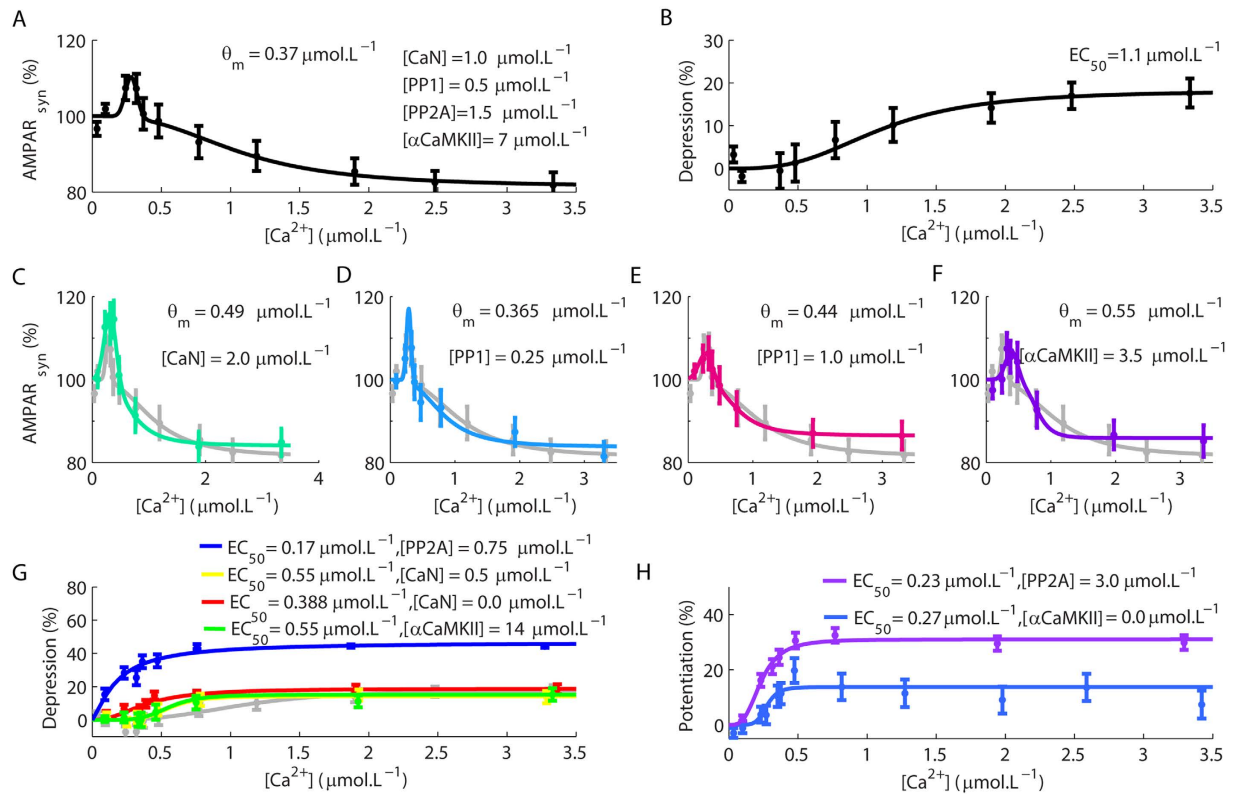 A
AMPAR syn (%)
120
100
80
θm = 0.37 μmol.L−1
[CaN] =1.0 μmol.L−1
[PP1] = 0.5 μmol.L−1
[PP2A]=1.5 μmol.L−1
[αCaMKII]= 7 μmol.L−1
0 0.5 1 1.5 2 2.5 3 3.5
[Ca2+] (μmol.L−1)
B
Depression (%)
30
20
10
0
EC50=1.1 μmol.L−1
0 0.5 1 1.5 2 2.5 3 3.5
[Ca2+] (μmol.L−1)
C
AMPAR syn (%)
120
100
80
θm = 0.49 μmol.L−1
[CaN] = 2.0 μmol.L−1
0 2 4
[Ca2+] (μmol.L−1)
D
120
100
80
θm = 0.365 μmol.L−1
[PP1] = 0.25 μmol.L−1
0 1 2 3
[Ca2+] (μmol.L−1)
E
120
100
80
θm = 0.44 μmol.L−1
[PP1] = 1.0 μmol.L−1
0 1 2 3
[Ca2+] (μmol.L−1)
F
120
100
80
θm = 0.55 μmol.L−1
[αCaMKII] = 3.5 μmol.L−1
0 1 2 3
[Ca2+] (μmol.L−1)
G
EC50= 0.17 μmol.L−1,[PP2A] = 0.75 μmol.L−1
EC50= 0.55 μmol.L−1,[CaN] = 0.5 μmol.L−1
EC50= 0.388 μmol.L−1,[CaN] = 0.0 μmol.L−1
EC50= 0.55 μmol.L−1,[αCaMKII] = 14 μmol.L−1
Depression (%)
80
60
40
20
0
0 0.5 1 1.5 2 2.5 3 3.5
[Ca2+] (μmol.L−1)
H
EC50= 0.23 μmol.L−1,[PP2A] = 3.0 μmol.L−1
EC50= 0.27 μmol.L−1,[αCaMKII] = 0.0 μmol.L−1
Potentiation (%)
40
20
0
0 0.5 1 1.5 2 2.5 3 3.5
[Ca2+] (μmol.L−1)